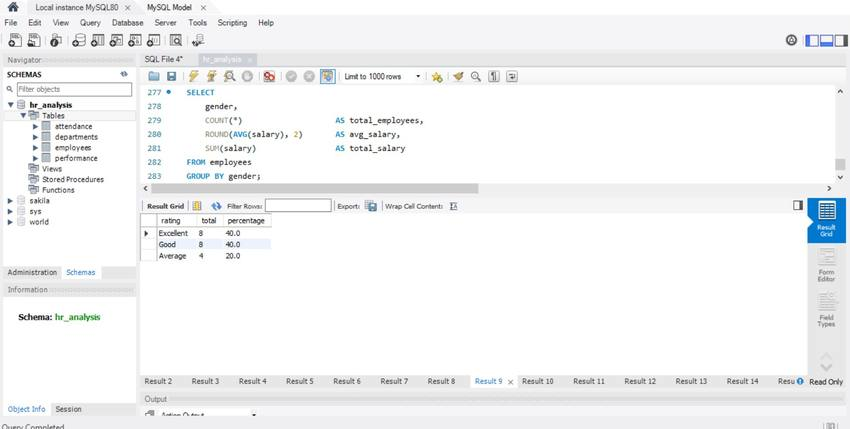 Local instance MySQL80 ×
MySQL Model ×
File Edit View Query Database Server Tools Scripting Help
Navigator
SCHEMAS
Filter objects
hr_analysis
Tables
attendance
departments
employees
performance
Views
Stored Procedures
Functions
sakila
sys
world
Administration Schemas
Information
Schema: hr_analysis
Object Info Session
SQL File 4* hr_analysis ×
Limit to 1000 rows
277 SELECT
278 gender,
279 COUNT(*) AS total_employees,
280 ROUND(AVG(salary), 2) AS avg_salary,
281 SUM(salary) AS total_salary
282 FROM employees
283 GROUP BY gender;
Result Grid Filter Rows: Export: Wrap Cell Content:
rating total percentage
Excellent 8 40.0
Good 8 40.0
Average 4 20.0
Result Grid
Form Editor
Field Types
Result 2 Result 3 Result 4 Result 5 Result 6 Result 7 Result 8 Result 9 × Result 10 Result 11 Result 12 Result 13 Result 14 Resu Read Only
Output
Action Output
Query Completed